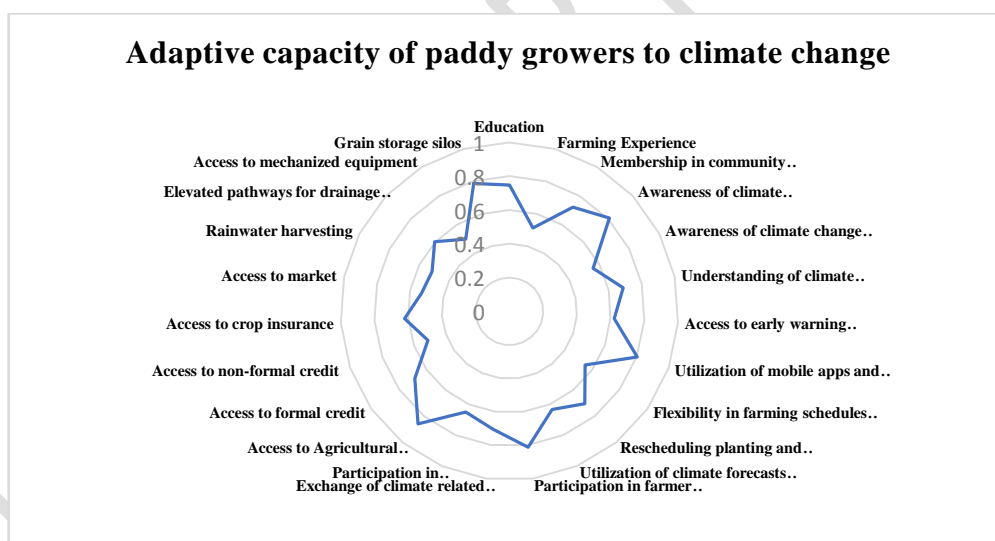 Adaptive capacity of paddy growers to climate change
Education
Farming Experience
Membership in community..
Awareness of climate..
Awareness of climate change..
Understanding of climate..
Access to early warning..
Utilization of mobile apps and..
Flexibility in farming schedules..
Rescheduling planting and..
Utilization of climate forecasts..
Participation in farmer..
Exchange of climate related..
Participation in..
Access to Agricultural..
Access to formal credit
Access to non-formal credit
Access to crop insurance
Access to market
Rainwater harvesting
Elevated pathways for drainage..
Access to mechanized equipment
Grain storage silos
1
0.8
0.6
0.4
0.2
0